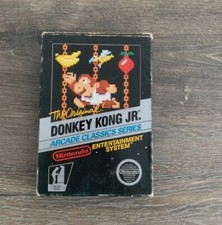 The Original
DONKEY KONG JR.
ARCADE CLASSICS SERIES
Nintendo
ENTERTAINMENT
SYSTEM